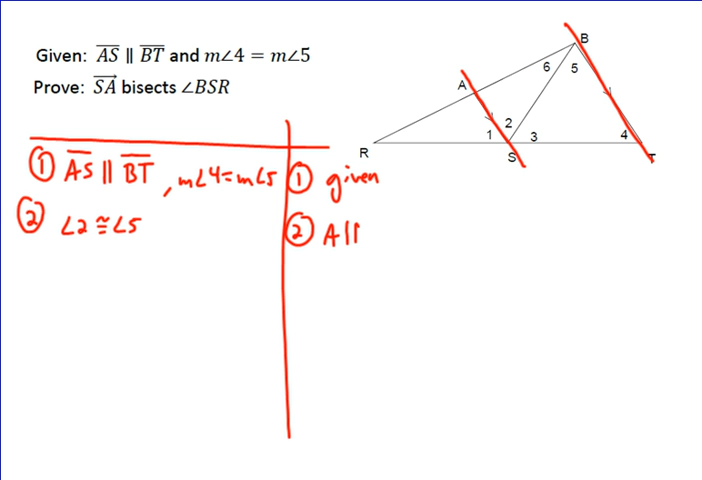 Given: AS ∥ BT and m∠4 = m∠5
Prove: SA bisects ∠BSR
① AS ∥ BT , m∠4=m∠5 ① given
② ∠2 ≅ ∠5 ② A ||
B
6 5
A
2
1 3 4
R S T